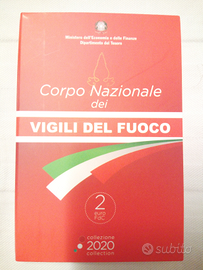 Ministero dell'Economia e delle Finanze
Dipartimento del Tesoro
Corpo Nazionale
dei
VIGILI DEL FUOCO
2
euro
FDC
collezione
2020
collection
subito